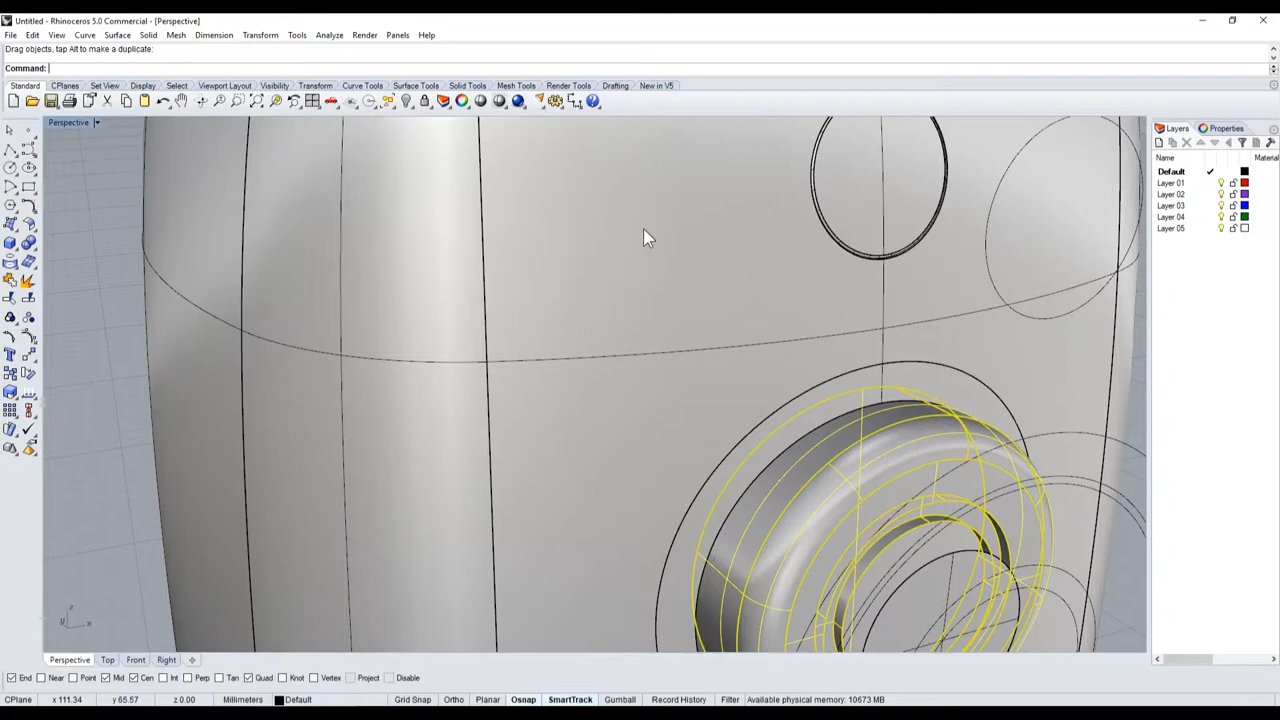 Untitled - Rhinoceros 5.0 Commercial - [Perspective]
File Edit View Curve Surface Solid Mesh Dimension Transform Tools Analyze Render Panels Help
Drag objects, tap Alt to make a duplicate:
Command:
Standard CPlanes Set View Display Select Viewport Layout Visibility Transform Curve Tools Surface Tools Solid Tools Mesh Tools Render Tools Drafting New in V5
Perspective
Layers Properties
Name Material
Default
Layer 01
Layer 02
Layer 03
Layer 04
Layer 05
z
y x
Perspective Top Front Right
End Near Point Mid Cen Int Perp Tan Quad Knot Vertex Project Disable
CPlane x 111.34 y 65.57 z 0.00 Millimeters Default Grid Snap Ortho Planar Osnap SmartTrack Gumball Record History Filter Available physical memory: 10673 MB